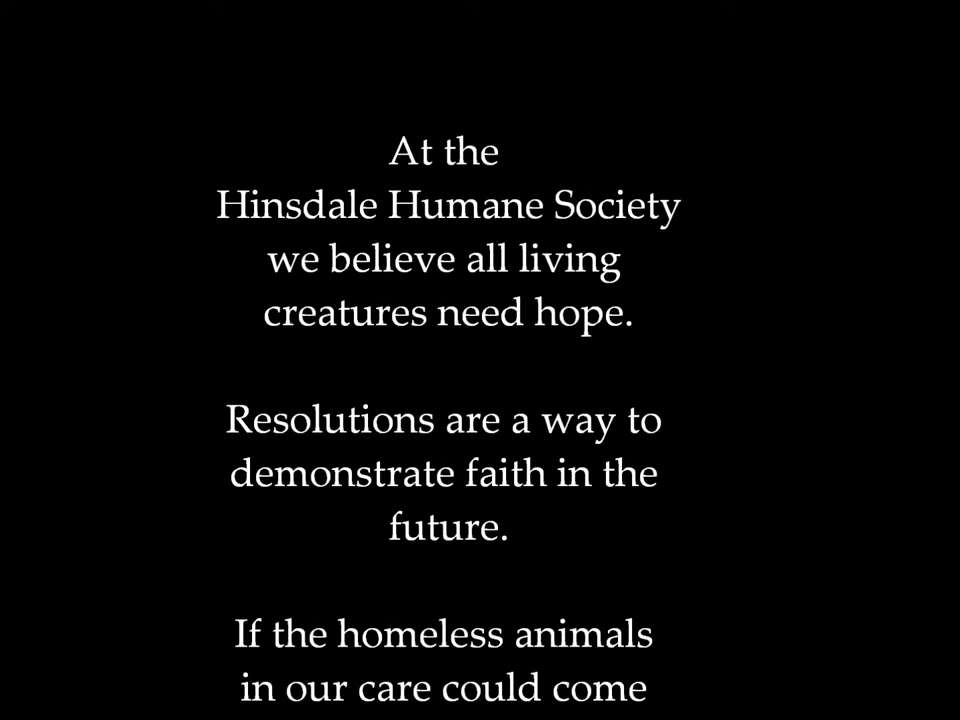 At the
Hinsdale Humane Society
we believe all living
creatures need hope.
Resolutions are a way to
demonstrate faith in the
future.
If the homeless animals
in our care could come